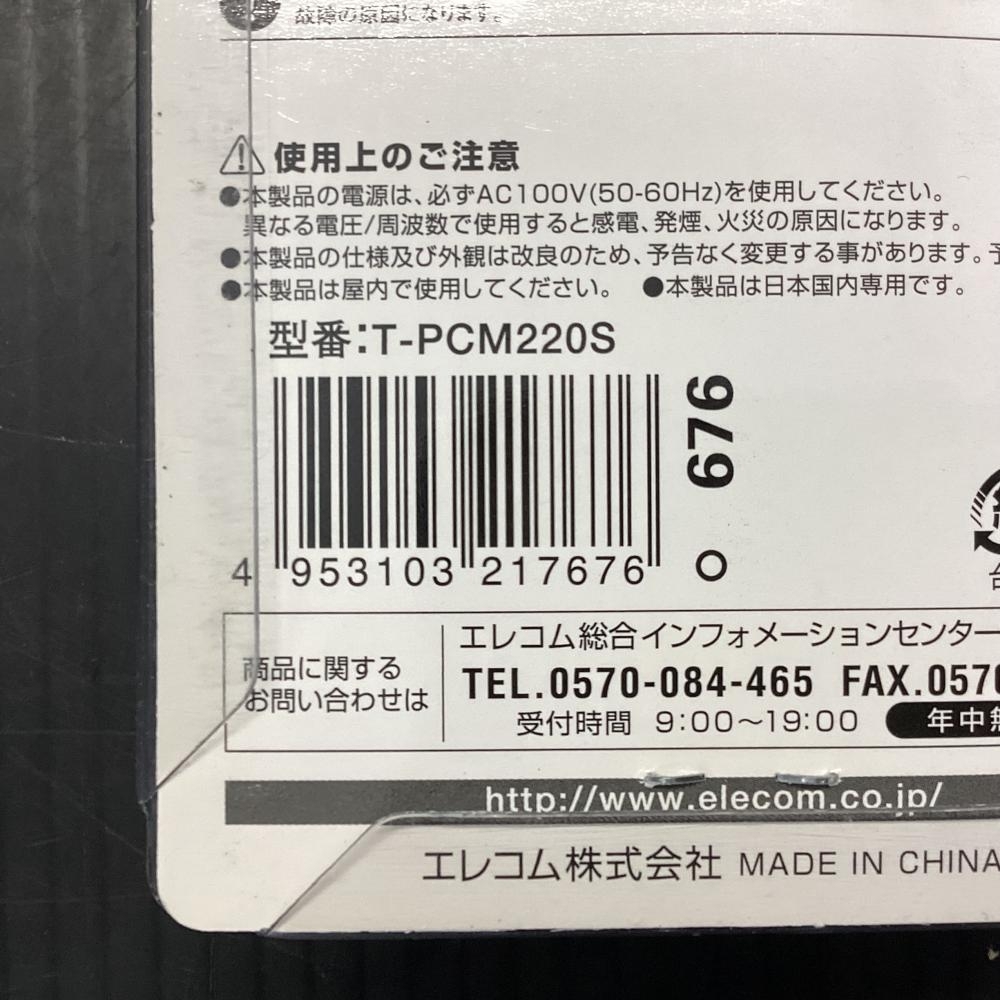 故障の原因になります。
使用上のご注意
●本製品の電源は、必ずAC100V(50-60Hz)を使用してください。
異なる電圧/周波数で使用すると感電、発煙、火災の原因になります。
●本製品の仕様及び外観は改良のため、予告なく変更する事があります。予
●本製品は屋内で使用してください。 ●本製品は日本国内専用です。
型番:T-PCM220S
676
4 953103 217676
商品に関する
お問い合わせは
エレコム総合インフォメーションセンター
TEL.0570-084-465 FAX.0570
受付時間 9:00〜19:00 年中無
http://www.elecom.co.jp/
エレコム株式会社 MADE IN CHINA